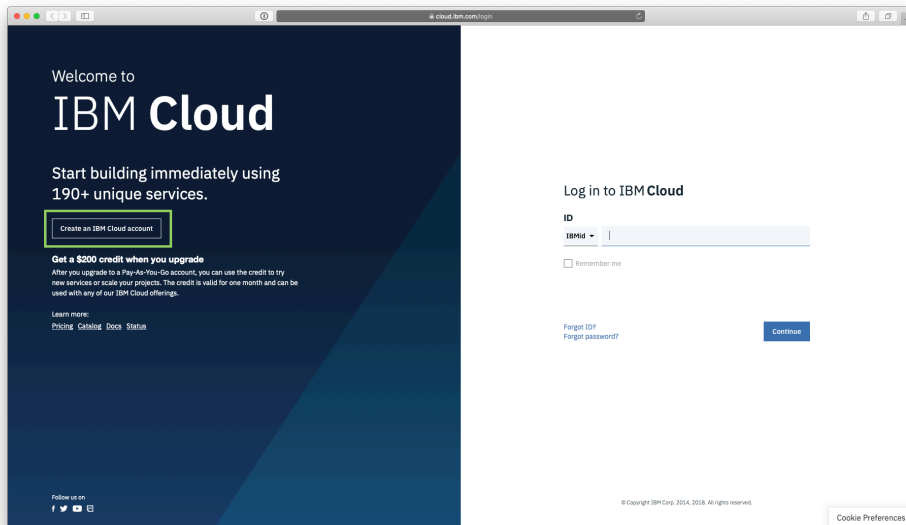 cloud.ibm.com/login
Welcome to
IBM Cloud
Start building immediately using
190+ unique services.
Create an IBM Cloud account
Get a $200 credit when you upgrade
After you upgrade to a Pay-As-You-Go account, you can use the credit to try
new services or scale your projects. The credit is valid for one month and can be
used with any of our IBM Cloud offerings.
Learn more:
Pricing Catalog Docs Status
Follow us on
Log in to IBM Cloud
ID
IBMid
Remember me
Forgot ID?
Forgot password?
Continue
© Copyright IBM Corp. 2014, 2018. All rights reserved.
Cookie Preferences